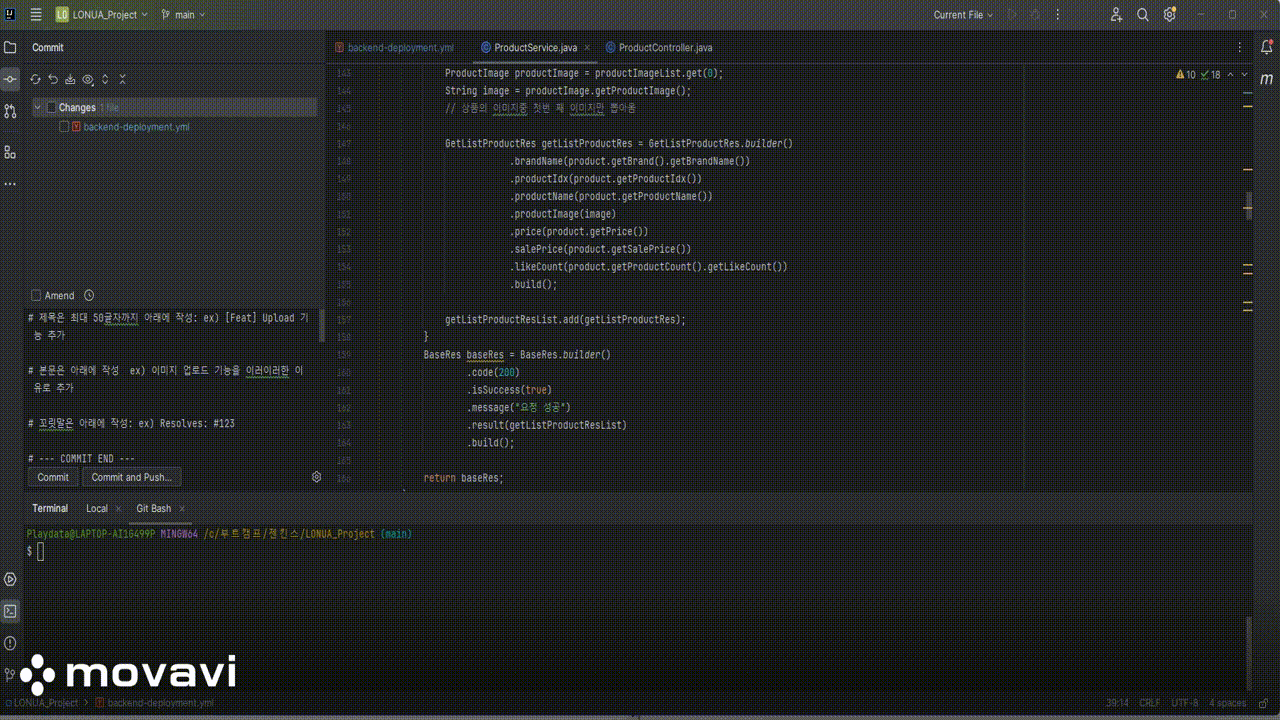 LO LONUA_Project main Current File
Commit
backend-deployment.yml ProductService.java ProductController.java
10 18
Changes 1 file
backend-deployment.yml
Amend
# 제목은 최대 50글자까지 아래에 작성: ex) [Feat] Upload 기
능 추가
# 본문은 아래에 작성 ex) 이미지 업로드 기능을 이러이러한 이
유로 추가
# 꼬릿말은 아래에 작성: ex) Resolves: #123
# --- COMMIT END ---
Commit Commit and Push...
143 ProductImage productImage = productImageList.get(0);
144 String image = productImage.getProductImage();
145 // 상품의 이미지중 첫번 째 이미지만 뽑아옴
146
147 GetListProductRes getListProductRes = GetListProductRes.builder()
148 .brandName(product.getBrand().getBrandName())
149 .productIdx(product.getProductIdx())
150 .productName(product.getProductName())
151 .productImage(image)
152 .price(product.getPrice())
153 .salePrice(product.getSalePrice())
154 .likeCount(product.getProductCount().getLikeCount())
155 .build();
156
157 getListProductResList.add(getListProductRes);
158 }
159 BaseRes baseRes = BaseRes.builder()
160 .code(200)
161 .isSuccess(true)
162 .message("요청 성공")
163 .result(getListProductResList)
164 .build();
165
166 return baseRes;
Terminal Local Git Bash
Playdata@LAPTOP-AI1G499P MINGW64 /c/부트캠프/젠킨스/LONUA_Project (main)
$
movavi
LONUA_Project > backend-deployment.yml 39:14 CRLF UTF-8 4 spaces